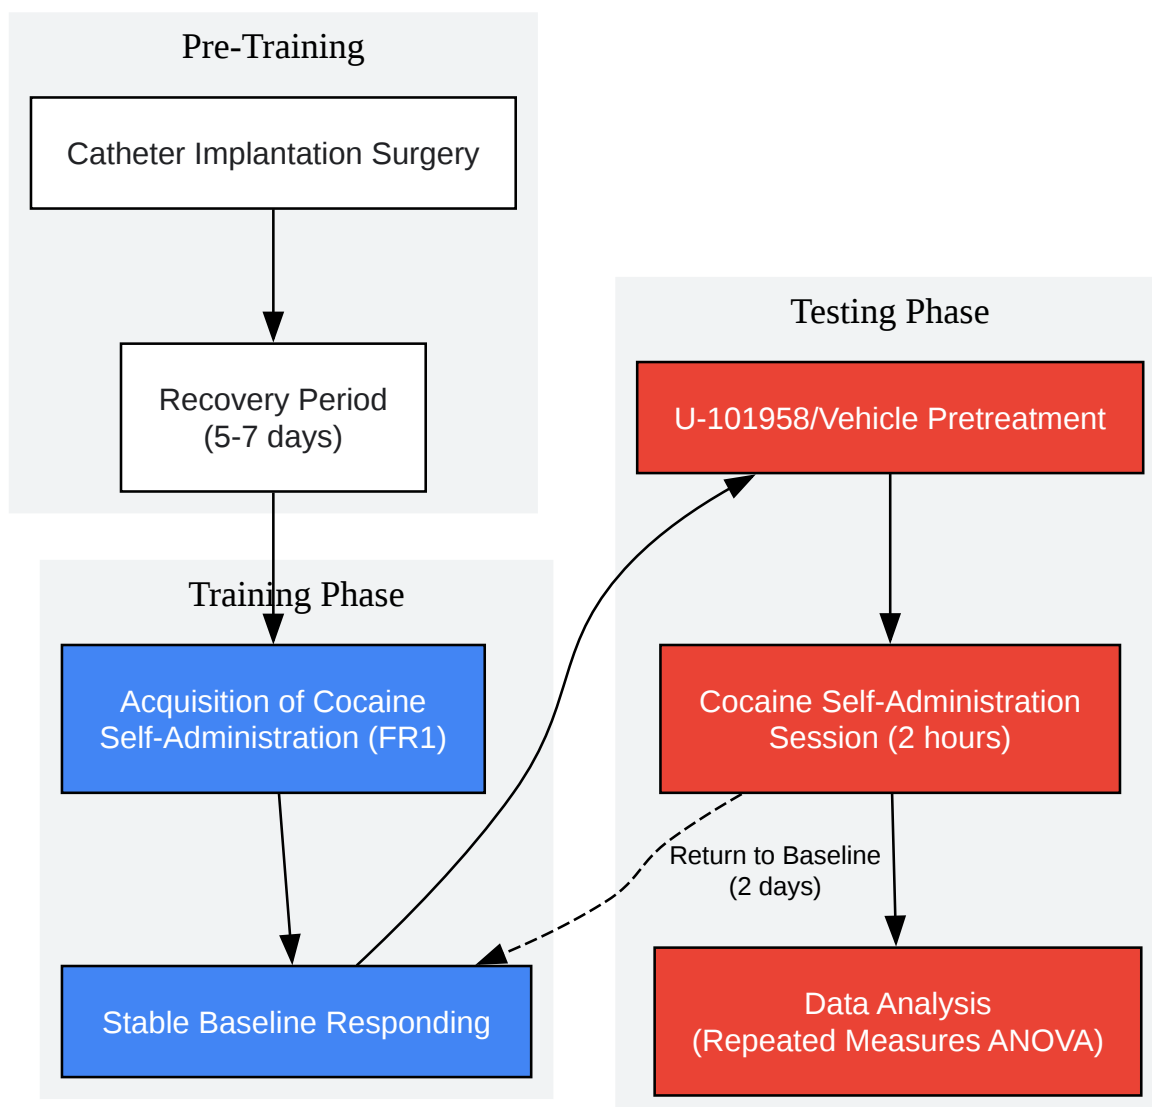 Pre-Training
Catheter Implantation Surgery
Recovery Period
(5-7 days)
Training Phase
Acquisition of Cocaine
Self-Administration (FR1)
Stable Baseline Responding
Testing Phase
U-101958/Vehicle Pretreatment
Cocaine Self-Administration
Session (2 hours)
Return to Baseline
(2 days)
Data Analysis
(Repeated Measures ANOVA)